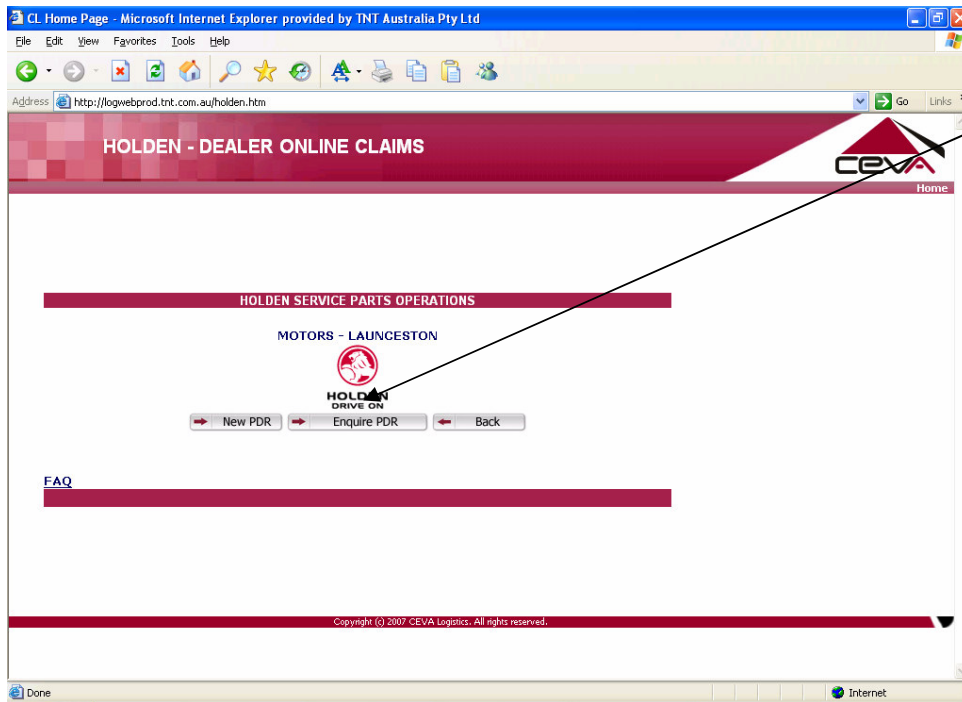 CL Home Page - Microsoft Internet Explorer provided by TNT Australia Pty Ltd
File Edit View Favorites Tools Help
Address http://logwebprod.tnt.com.au/holden.htm Go Links
HOLDEN - DEALER ONLINE CLAIMS
CEVA
Home
HOLDEN SERVICE PARTS OPERATIONS
MOTORS - LAUNCESTON
HOLDEN
DRIVE ON
New PDR Enquire PDR Back
FAQ
Copyright (c) 2007 CEVA Logistics. All rights reserved.
Done Internet